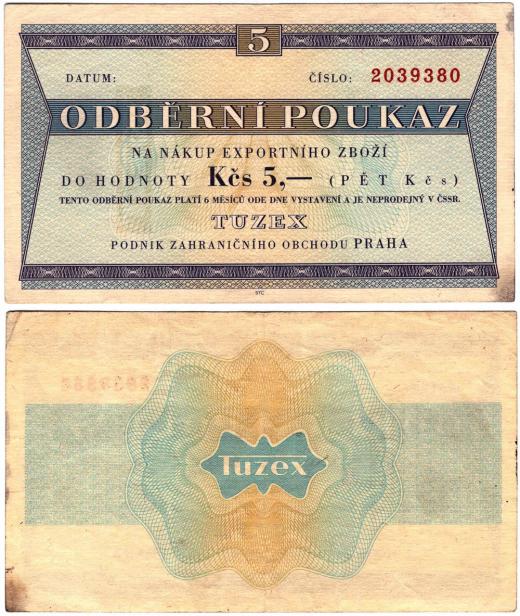 5
DATUM: ČÍSLO: 2039380
ODBĚRNÍ POUKAZ
NA NÁKUP EXPORTNÍHO ZBOŽÍ
DO HODNOTY Kčs 5,— (PĚT Kčs)
TENTO ODBĚRNÍ POUKAZ PLATÍ 6 MĚSÍCŮ ODE DNE VYSTAVENÍ A JE NEPRODEJNÝ V ČSSR.
TUZEX
PODNIK ZAHRANIČNÍHO OBCHODU PRAHA
STC
Tuzex